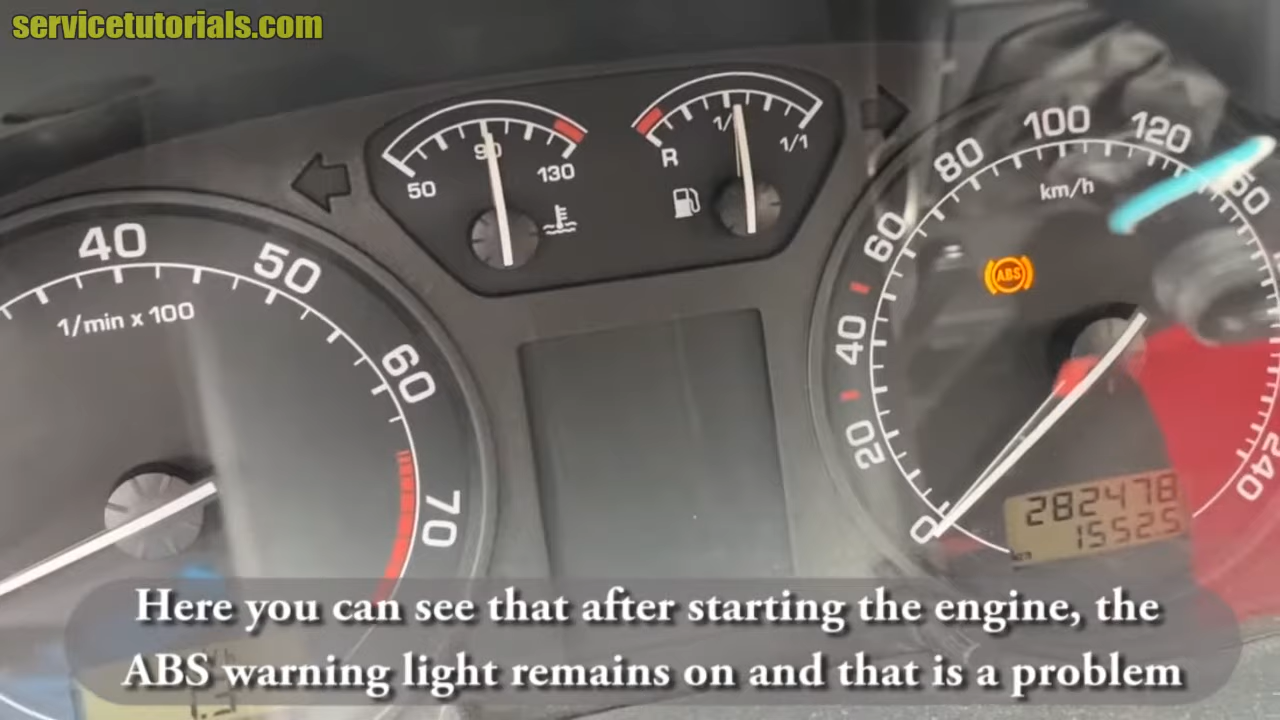 servicetutorials.com
40
50
60
70
1/min x 100
50
90
130
R
1/1
20
40
60
80
100
120
240
km/h
ABS
0
282478
1552.5
km
Here you can see that after starting the engine, the
ABS warning light remains on and that is a problem